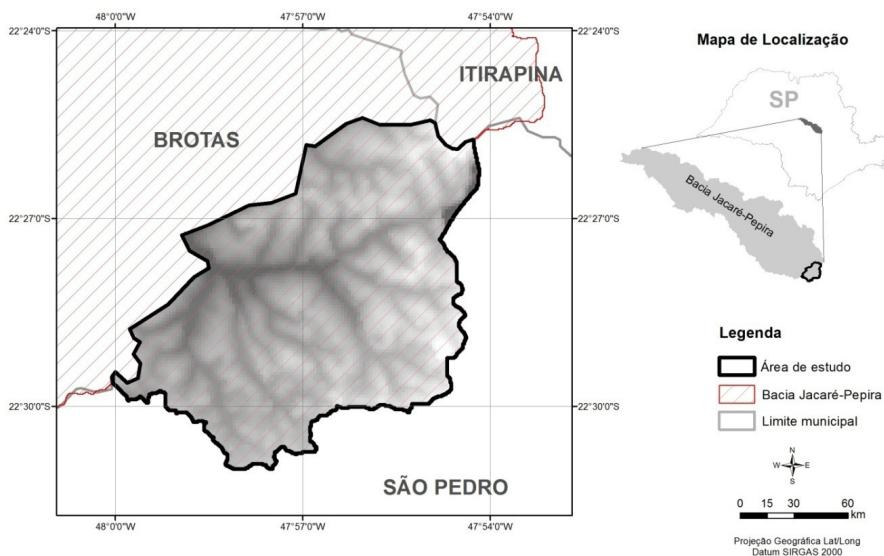 48°0'0"W 47°57'0"W 47°54'0"W
22°24'0"S 22°24'0"S
ITIRAPINA
BROTAS
22°27'0"S 22°27'0"S
22°30'0"S 22°30'0"S
SÃO PEDRO
48°0'0"W 47°57'0"W 47°54'0"W
Mapa de Localização
SP
Bacia Jacaré-Pepira
Legenda
Área de estudo
Bacia Jacaré-Pepira
Limite municipal
N
W E
S
0 15 30 60
km
Projeção Geográfica Lat/Long
Datum SIRGAS 2000